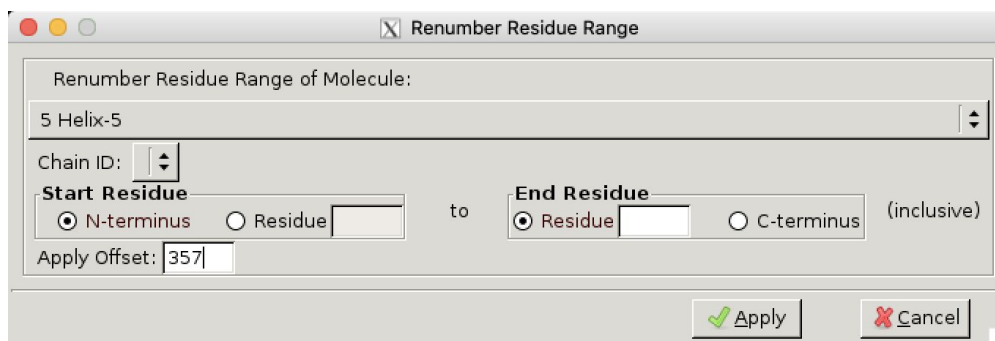 Renumber Residue Range
Renumber Residue Range of Molecule:
5 Helix-5
Chain ID:
Start Residue
N-terminus Residue
to
End Residue
Residue C-terminus
(inclusive)
Apply Offset: 357
Apply Cancel